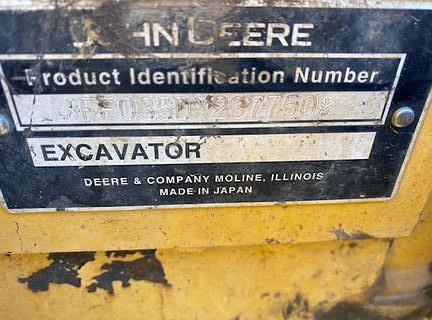 JOHN DEERE
Product Identification Number
EXCAVATOR
DEERE & COMPANY MOLINE, ILLINOIS
MADE IN JAPAN